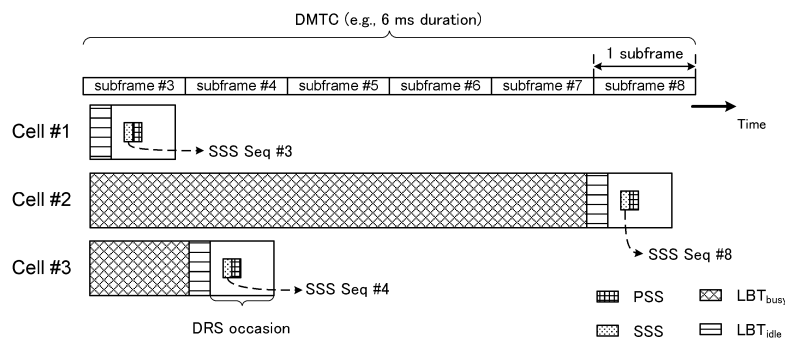 DMTC (e.g., 6 ms duration)
1 subframe
subframe #3 subframe #4 subframe #5 subframe #6 subframe #7 subframe #8
Time
Cell #1
SSS Seq #3
Cell #2
SSS Seq #8
Cell #3
SSS Seq #4
DRS occasion
PSS LBTbusy
SSS LBTidle